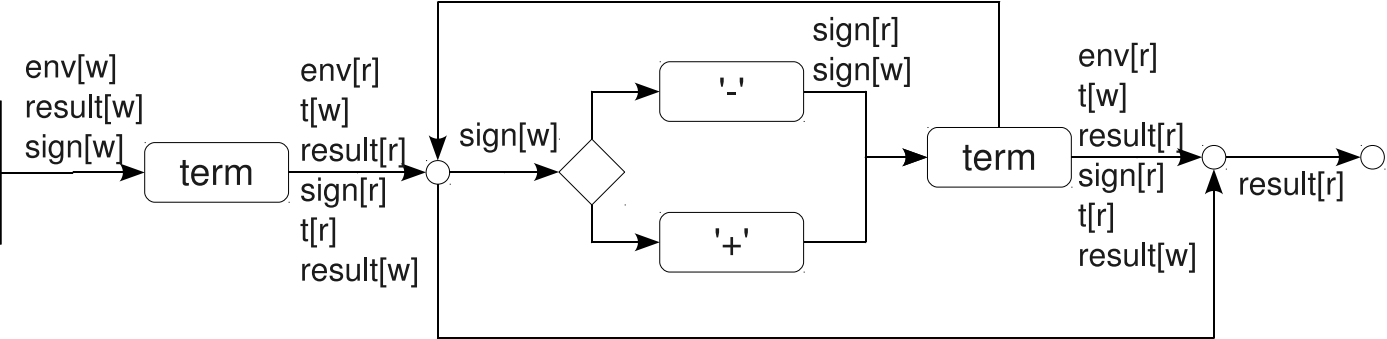 env[w]
result[w]
sign[w]
term
env[r]
t[w]
result[r]
sign[r]
t[r]
result[w]
sign[w]
'-'
'+'
sign[r]
sign[w]
term
env[r]
t[w]
result[r]
sign[r]
t[r]
result[w]
result[r]